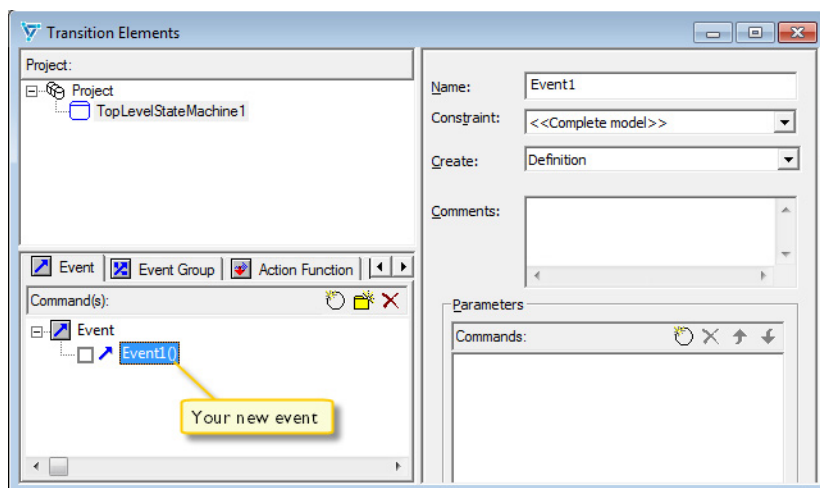 Transition Elements
Project:
Project
TopLevelStateMachine1
Event
Event Group
Action Function
Command(s):
Event
Event1()
Your new event
Name:
Event1
Constraint:
<<Complete model>>
Create:
Definition
Comments:
Parameters
Commands: